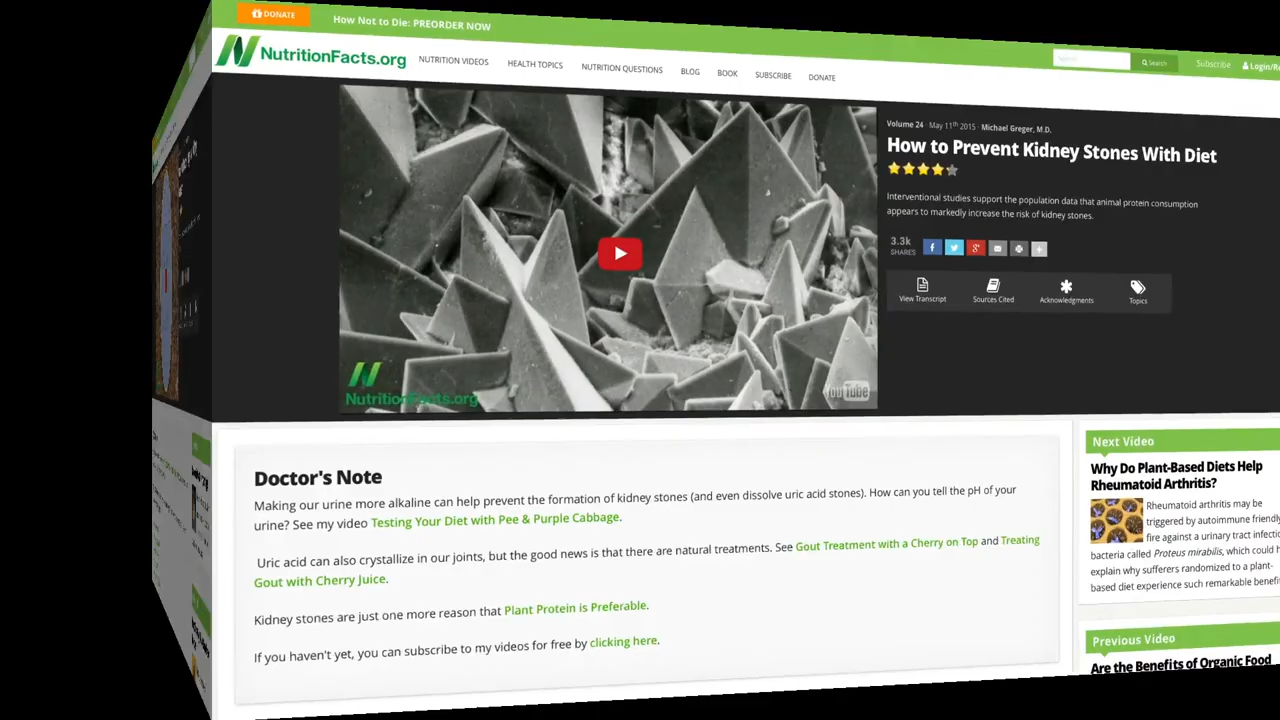 DONATE
How Not to Die: PREORDER NOW
NutritionFacts.org
NUTRITION VIDEOS
HEALTH TOPICS
NUTRITION QUESTIONS
BLOG
BOOK
SUBSCRIBE
DONATE
Search
Subscribe
Login/Re
Volume 24 · May 11th 2015 · Michael Greger, M.D.
How to Prevent Kidney Stones With Diet
Interventional studies support the population data that animal protein consumption
appears to markedly increase the risk of kidney stones.
3.3k
SHARES
View Transcript
Sources Cited
Acknowledgments
Topics
NutritionFacts.org
YouTube
Doctor's Note
Making our urine more alkaline can help prevent the formation of kidney stones (and even dissolve uric acid stones). How can you tell the pH of your
urine? See my video Testing Your Diet with Pee & Purple Cabbage.
Uric acid can also crystallize in our joints, but the good news is that there are natural treatments. See Gout Treatment with a Cherry on Top and Treating
Gout with Cherry Juice.
Kidney stones are just one more reason that Plant Protein is Preferable.
If you haven't yet, you can subscribe to my videos for free by clicking here.
Next Video
Why Do Plant-Based Diets Help
Rheumatoid Arthritis?
Rheumatoid arthritis may be
triggered by autoimmune friendly
fire against a urinary tract infectio
bacteria called Proteus mirabilis, which could h
explain why sufferers randomized to a plant-
based diet experience such remarkable benefit
Previous Video
Are the Benefits of Organic Food